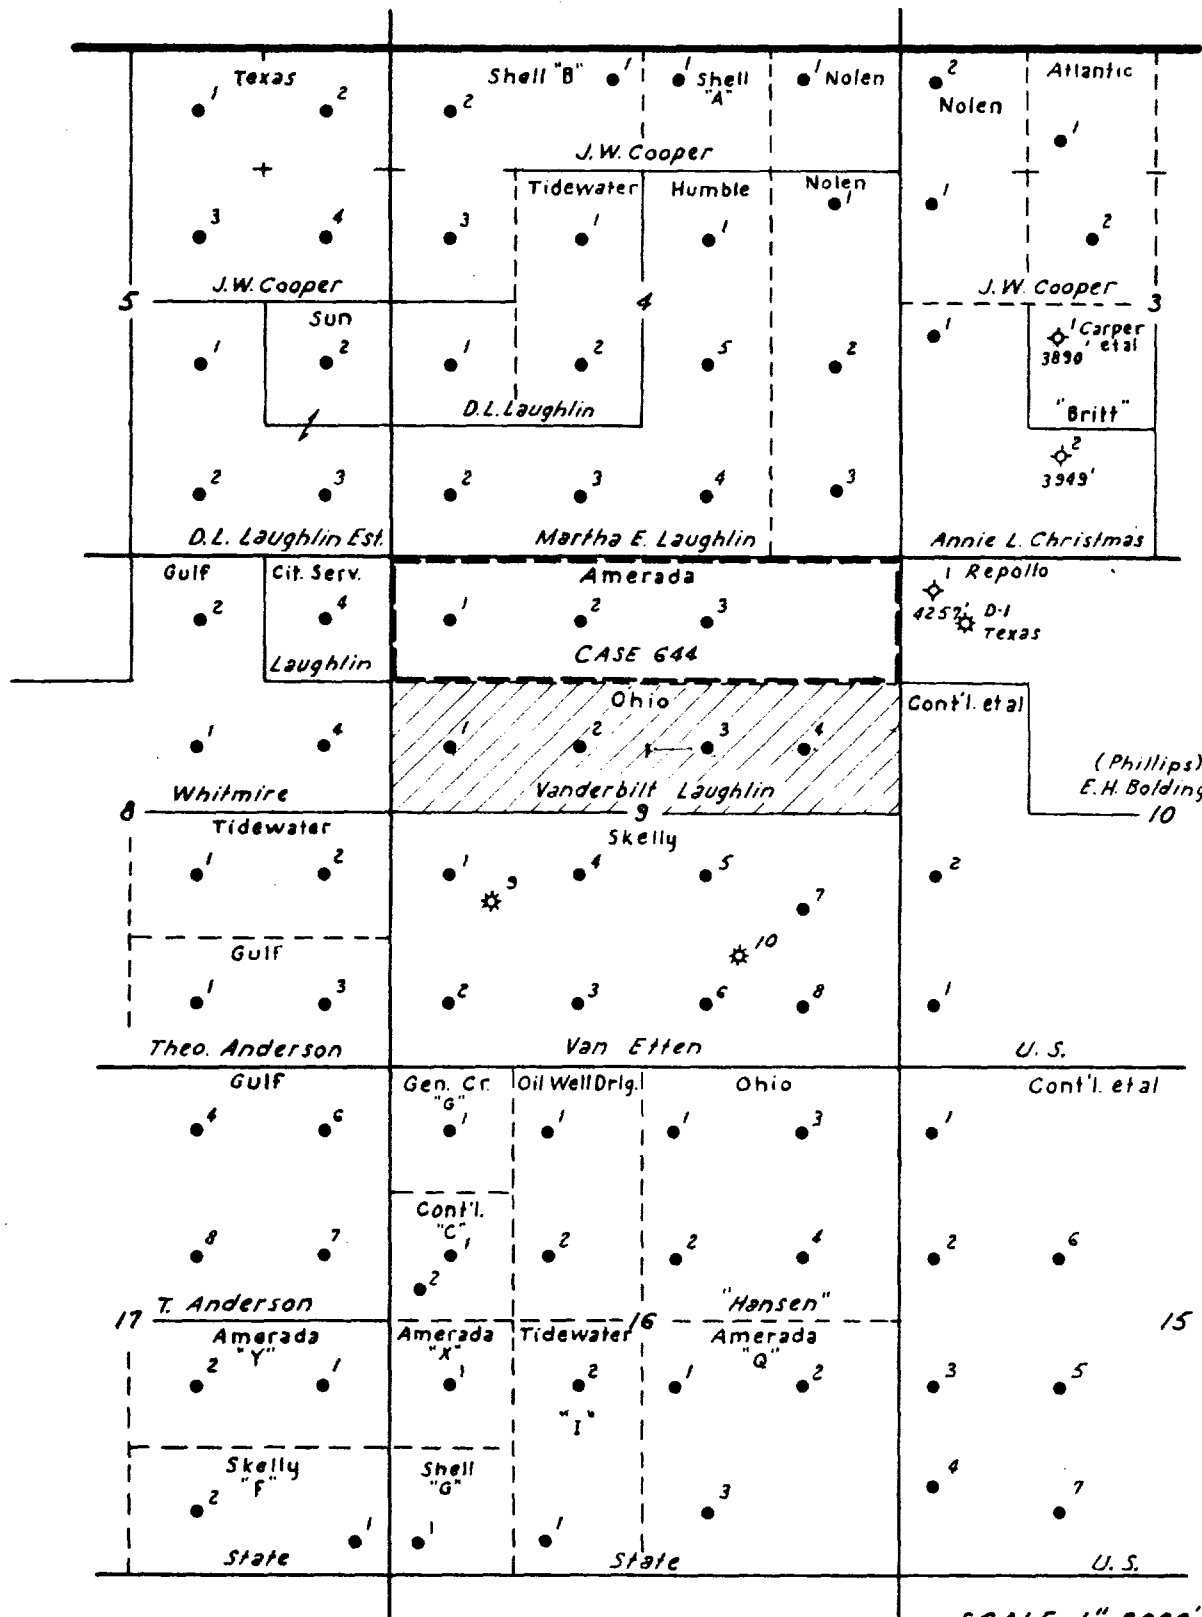 Texas Shell "B" 1 1 Shell "A" 1 Nolen 2 Nolen Atlantic
1 2 2 1
J.W. Cooper
Tidewater Humble Nolen
3 4 3 1 1 1 1 2
J.W. Cooper J.W. Cooper
5 4 3
Sun
1 2 1 2 5 2 1 1 Carper et al
3890'
D.L. Laughlin "Britt"
2 3 2 3 4 3 2
3949'
D.L. Laughlin Est. Martha E. Laughlin Annie L. Christmas
Gulf Cit. Serv. Amerada 1 Repollo
2 4 1 2 3 4257' D-1 Texas
Laughlin CASE 644
Ohio Cont'l. et al
1 4 1 2 3 4
(Phillips)
Whitmire Vanderbilt Laughlin E.H. Bolding
8 9 10
Tidewater Skelly
1 2 1 4 5 2
9 7
Gulf 10
1 3 2 3 6 8 1
Theo. Anderson Van Etten U.S.
Gulf Gen. Cr. "G" Oil Well Drlg. Ohio Cont'l. et al
4 6 1 1 1 3 1
Cont'l. "C"
8 7 1 2 2 4 2 6
2
T. Anderson "Hansen"
17 16 15
Amerada "Y" Amerada "X" Tidewater Amerada "Q"
2 1 1 2 1 2 3 5
"I"
Skelly "F" Shell "G"
2 3 4 7
1 1 1
State State U.S.
SCALE 1"